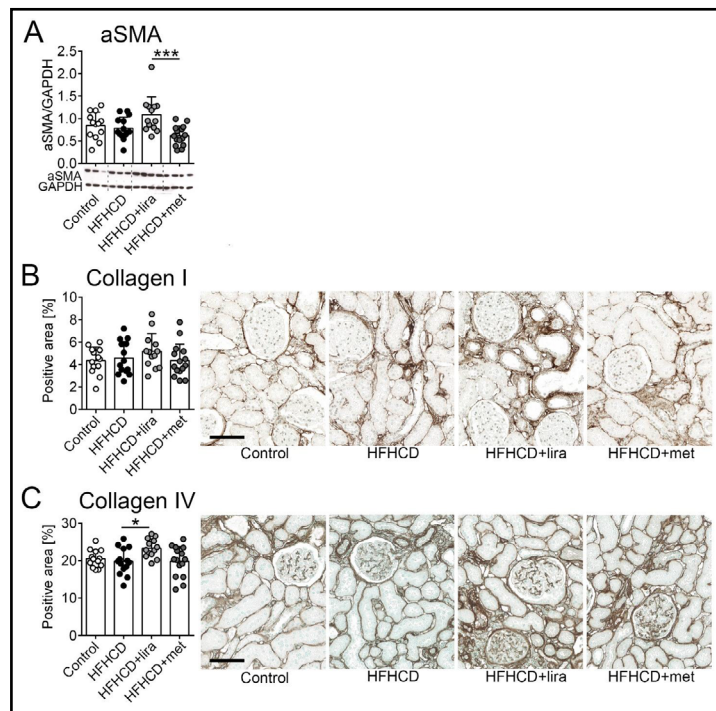 A aSMA
***
aSMA/GAPDH
2.5
2.0
1.5
1.0
0.5
0.0
aSMA
GAPDH
Control
HFHCD
HFHCD+lira
HFHCD+met
B Collagen I
Positive area [%]
10
8
6
4
2
0
Control
HFHCD
HFHCD+lira
HFHCD+met
Control HFHCD HFHCD+lira HFHCD+met
C Collagen IV
*
Positive area [%]
30
20
10
0
Control
HFHCD
HFHCD+lira
HFHCD+met
Control HFHCD HFHCD+lira HFHCD+met